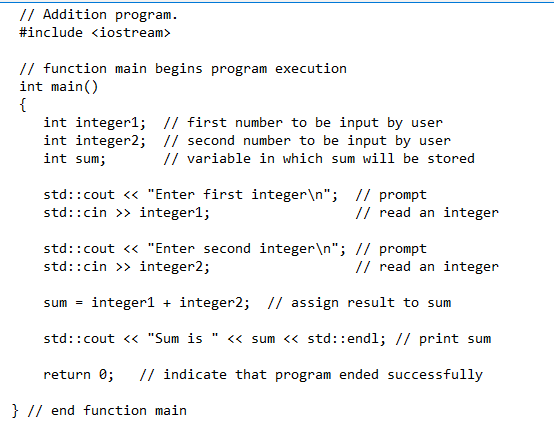 // Addition program.
#include <iostream>

// function main begins program execution
int main()
{
   int integer1;  // first number to be input by user
   int integer2;  // second number to be input by user
   int sum;       // variable in which sum will be stored

   std::cout << "Enter first integer\n";  // prompt
   std::cin >> integer1;                  // read an integer

   std::cout << "Enter second integer\n"; // prompt
   std::cin >> integer2;                  // read an integer

   sum = integer1 + integer2;  // assign result to sum

   std::cout << "Sum is " << sum << std::endl; // print sum

   return 0;   // indicate that program ended successfully

} // end function main